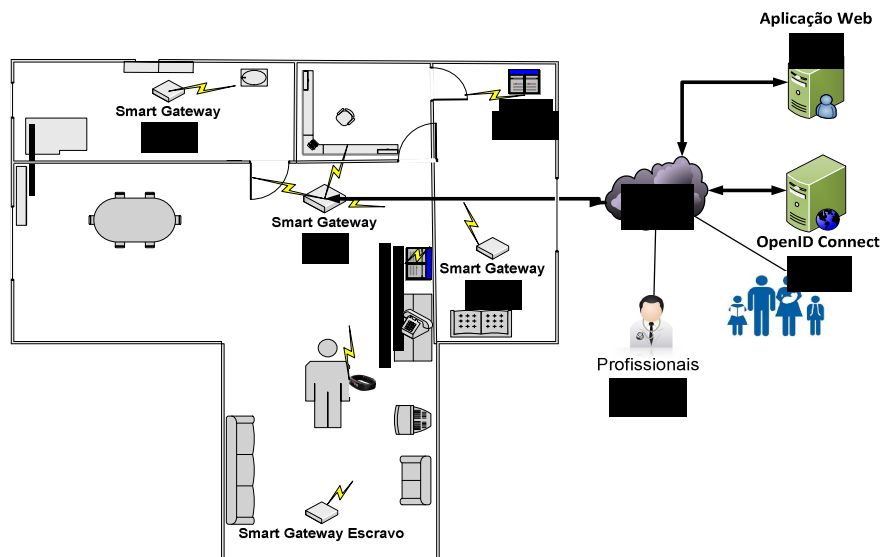 Aplicação Web
Smart Gateway
Smart Gateway
OpenID Connect
Smart Gateway
Profissionais
Smart Gateway Escravo